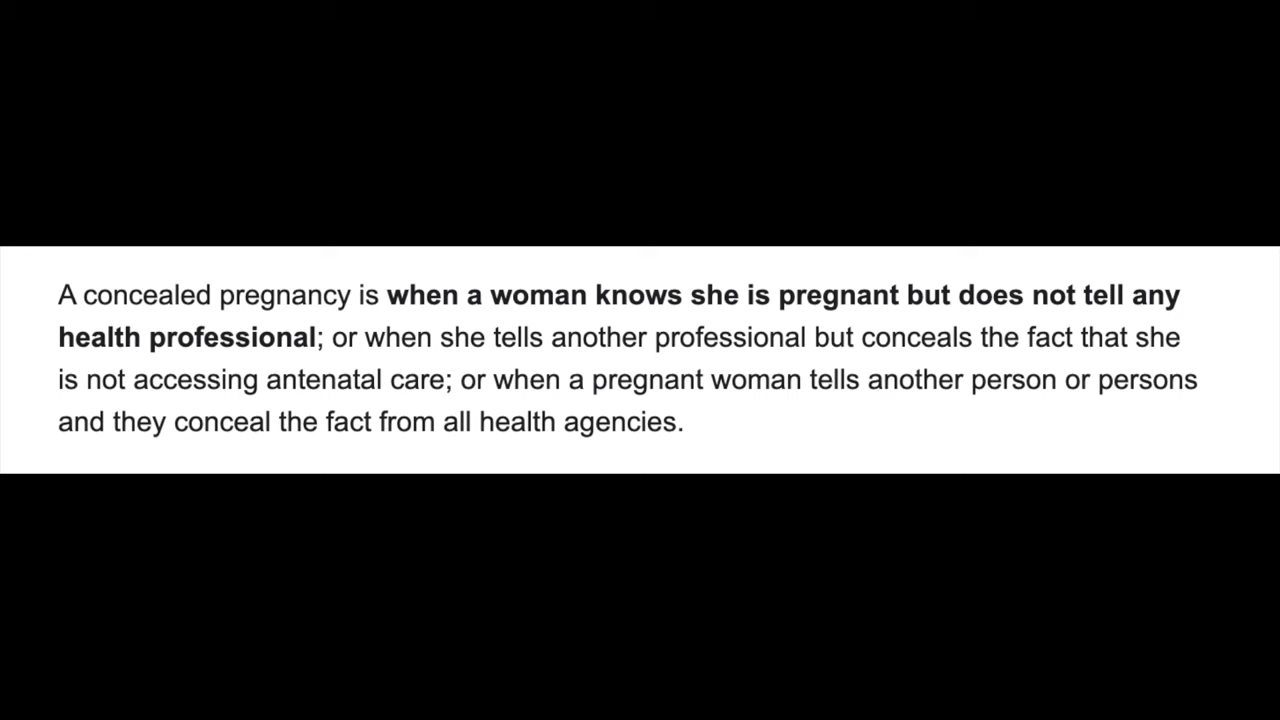 A concealed pregnancy is when a woman knows she is pregnant but does not tell any
health professional; or when she tells another professional but conceals the fact that she
is not accessing antenatal care; or when a pregnant woman tells another person or persons
and they conceal the fact from all health agencies.